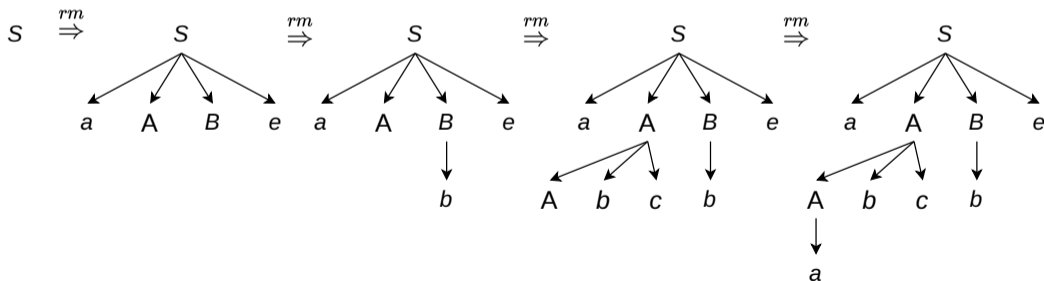 rm rm rm rm
S ⇒ S ⇒ S ⇒ S ⇒ S
a A B e a A B e a A B e a A B e
b A b c b A b c b
a